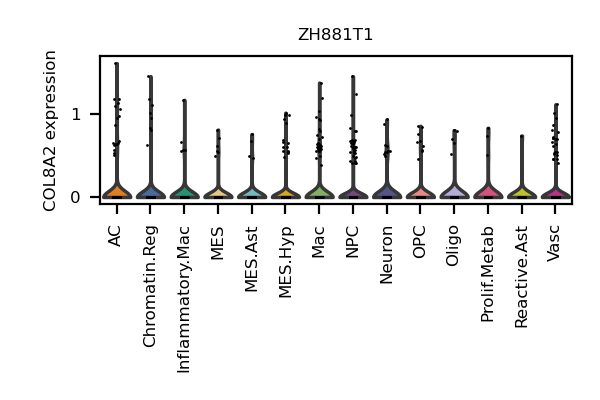 ZH881T1
COL8A2 expression
1
0
AC
Chromatin.Reg
Inflammatory.Mac
MES
MES.Ast
MES.Hyp
Mac
NPC
Neuron
OPC
Oligo
Prolif.Metab
Reactive.Ast
Vasc